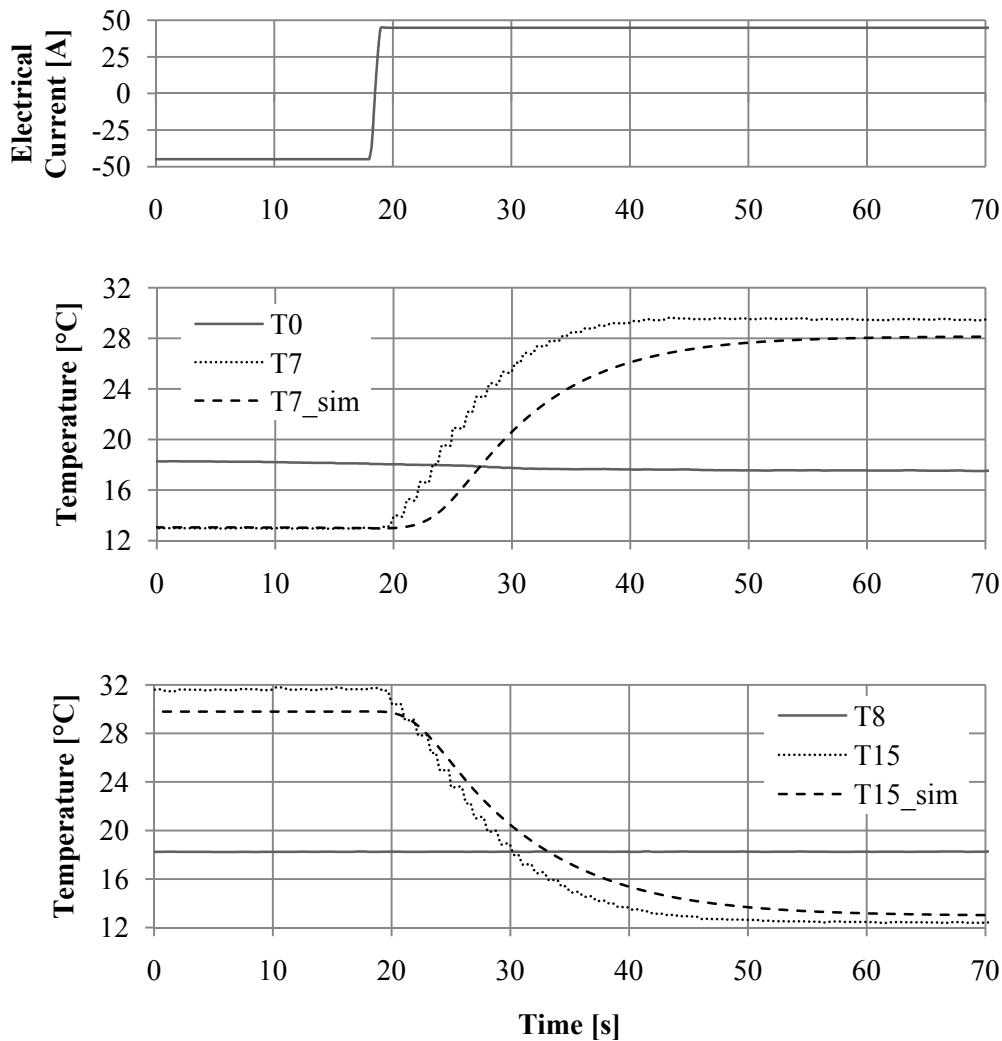 Electrical
Current [A]
50
25
0
-25
-50
0 10 20 30 40 50 60 70
Temperature [°C]
32
28
24
20
16
12
T0
T7
T7_sim
0 10 20 30 40 50 60 70
Temperature [°C]
32
28
24
20
16
12
T8
T15
T15_sim
0 10 20 30 40 50 60 70
Time [s]